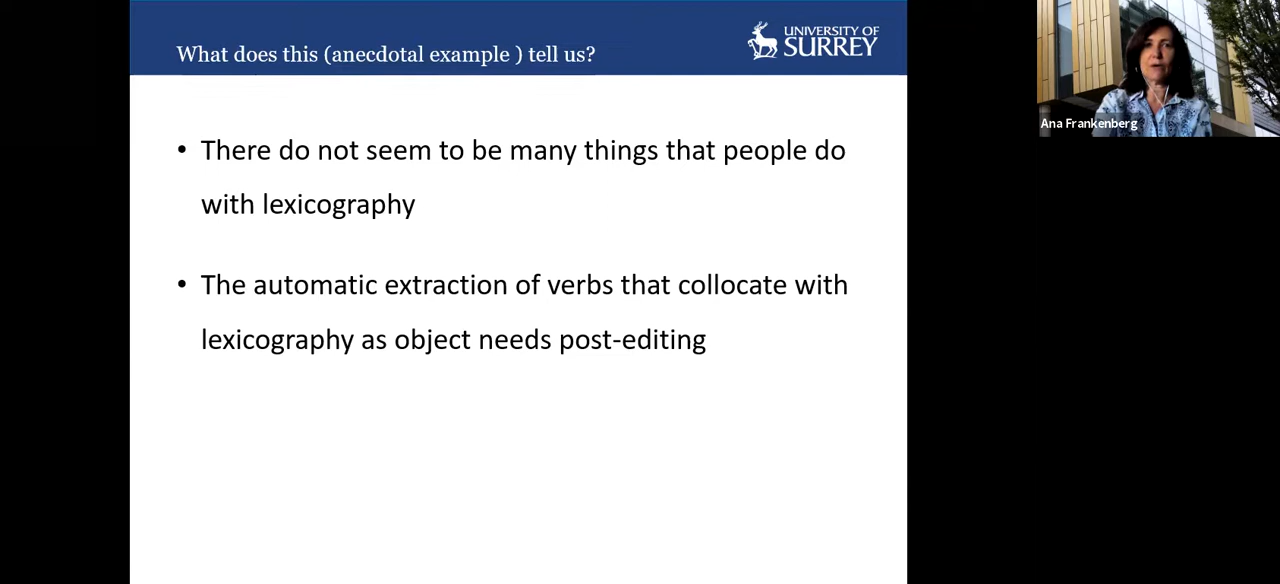 What does this (anecdotal example ) tell us?
UNIVERSITY OF
SURREY
• There do not seem to be many things that people do
with lexicography
• The automatic extraction of verbs that collocate with
lexicography as object needs post-editing
Ana Frankenberg